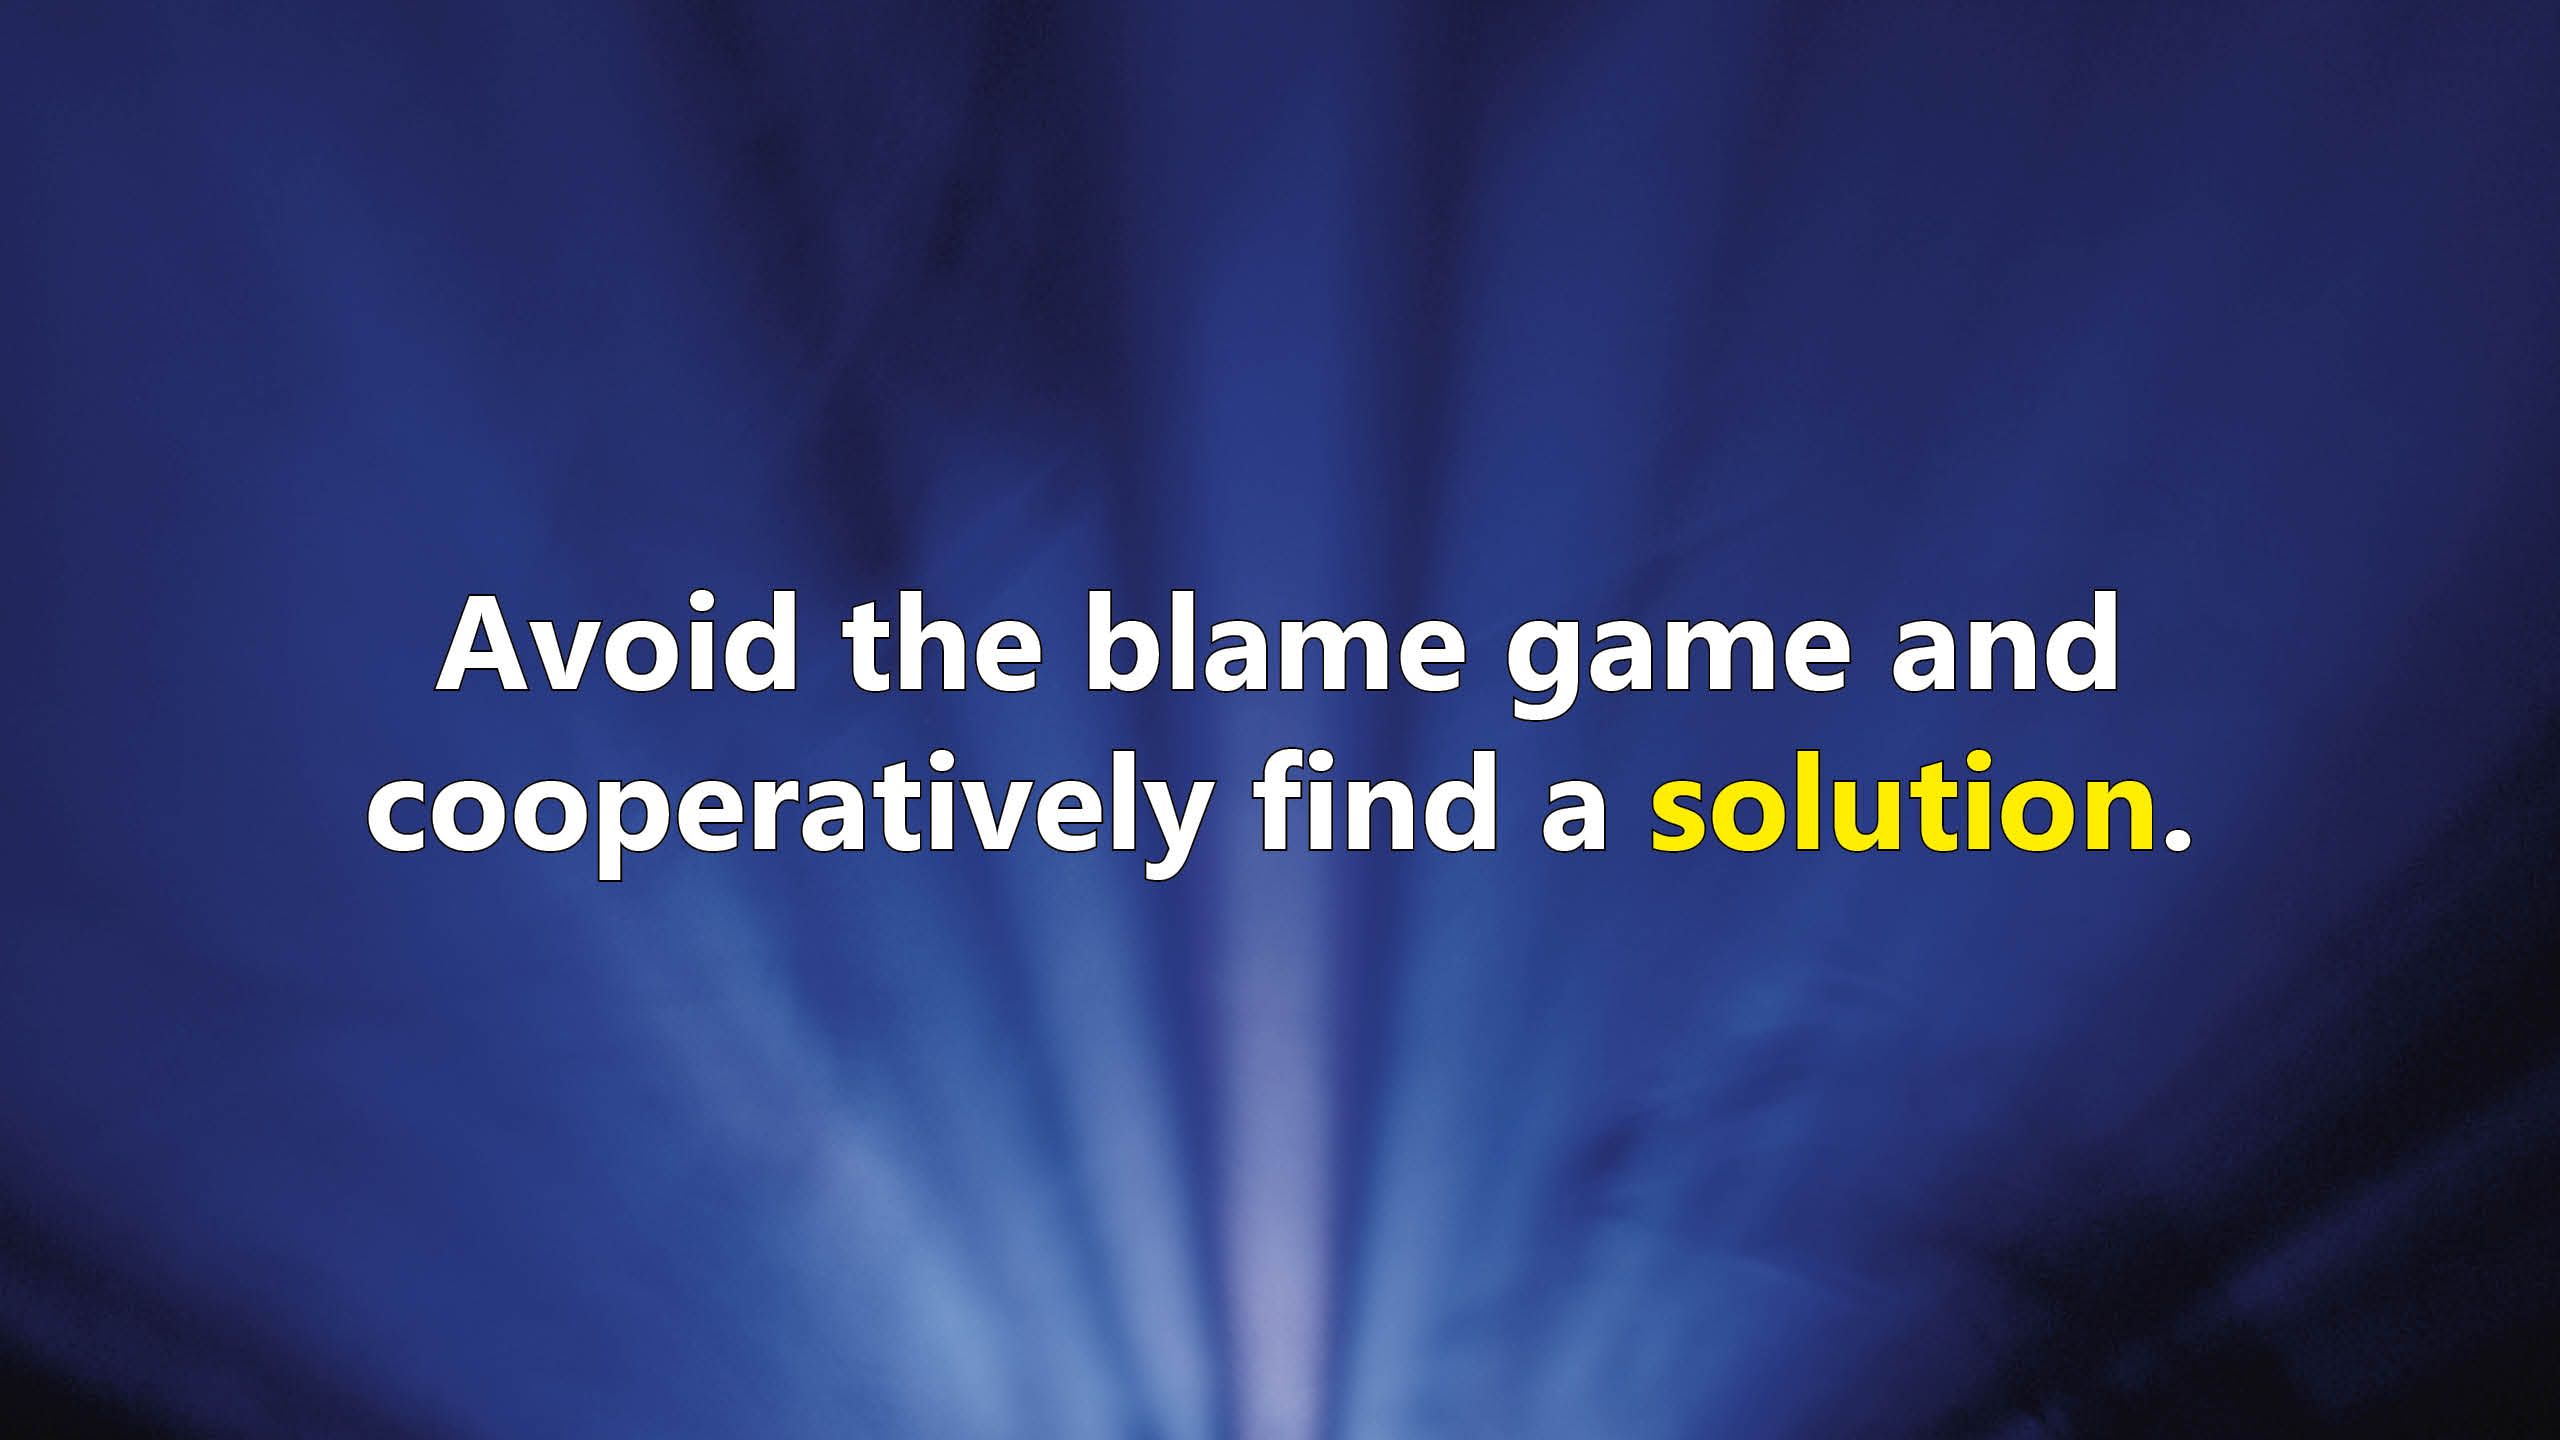 Avoid the blame game and
cooperatively find a solution.